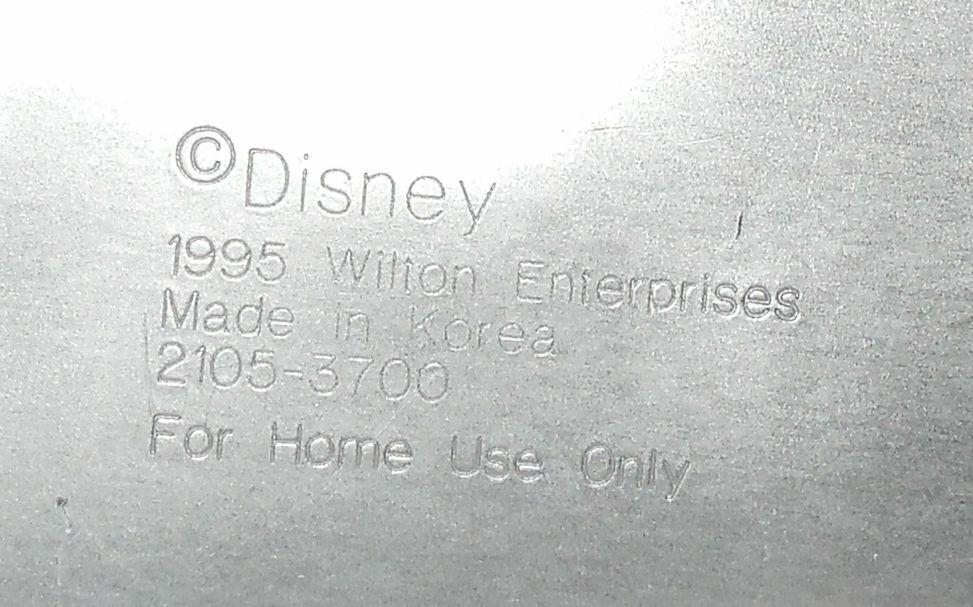 ©Disney
1995 Wilton Enterprises
Made in Korea
2105-3700
For Home Use Only